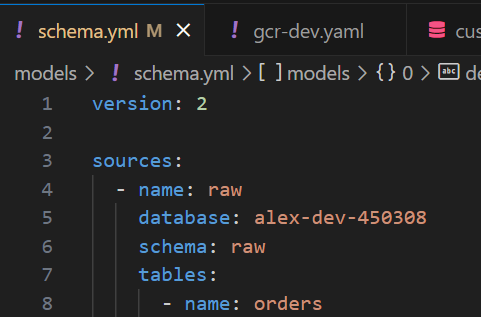 schema.yml M
gcr-dev.yaml
cus
models > schema.yml > [ ] models > {} 0 > abc de
1 version: 2
2
3 sources:
4 - name: raw
5 database: alex-dev-450308
6 schema: raw
7 tables:
8 - name: orders